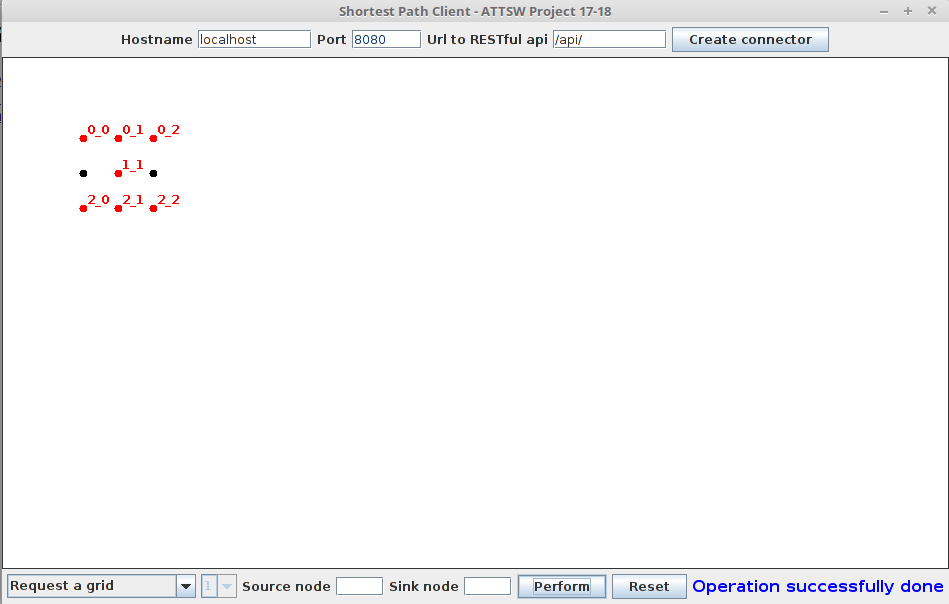 Shortest Path Client - ATTSW Project 17-18
Hostname localhost Port 8080 Url to RESTful api /api/ Create connector
0_0 0_1 0_2
1_1
2_0 2_1 2_2
Request a grid 1 Source node Sink node Perform Reset Operation successfully done